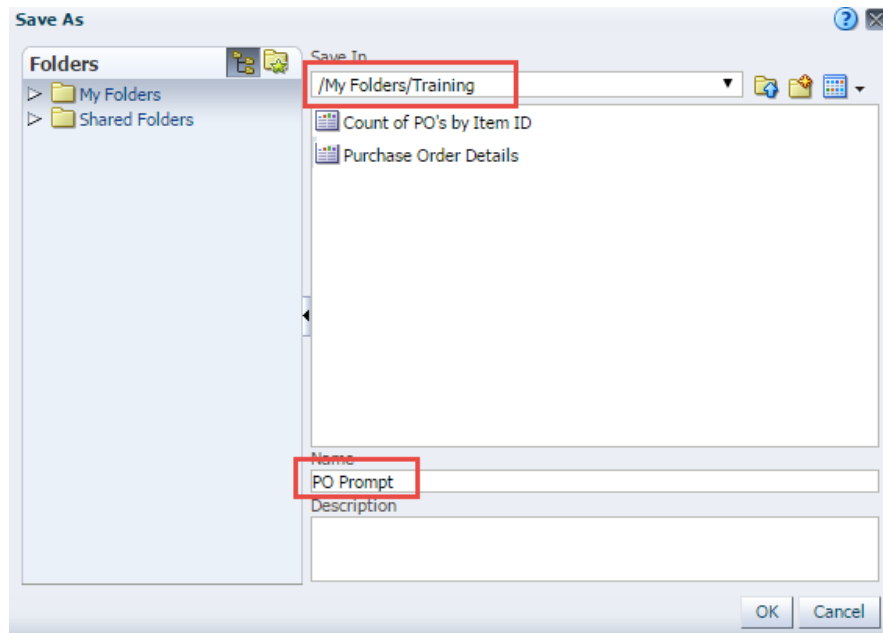 Save As
Folders
My Folders
Shared Folders
Save In
/My Folders/Training
Count of PO's by Item ID
Purchase Order Details
Name
PO Prompt
Description
OK
Cancel